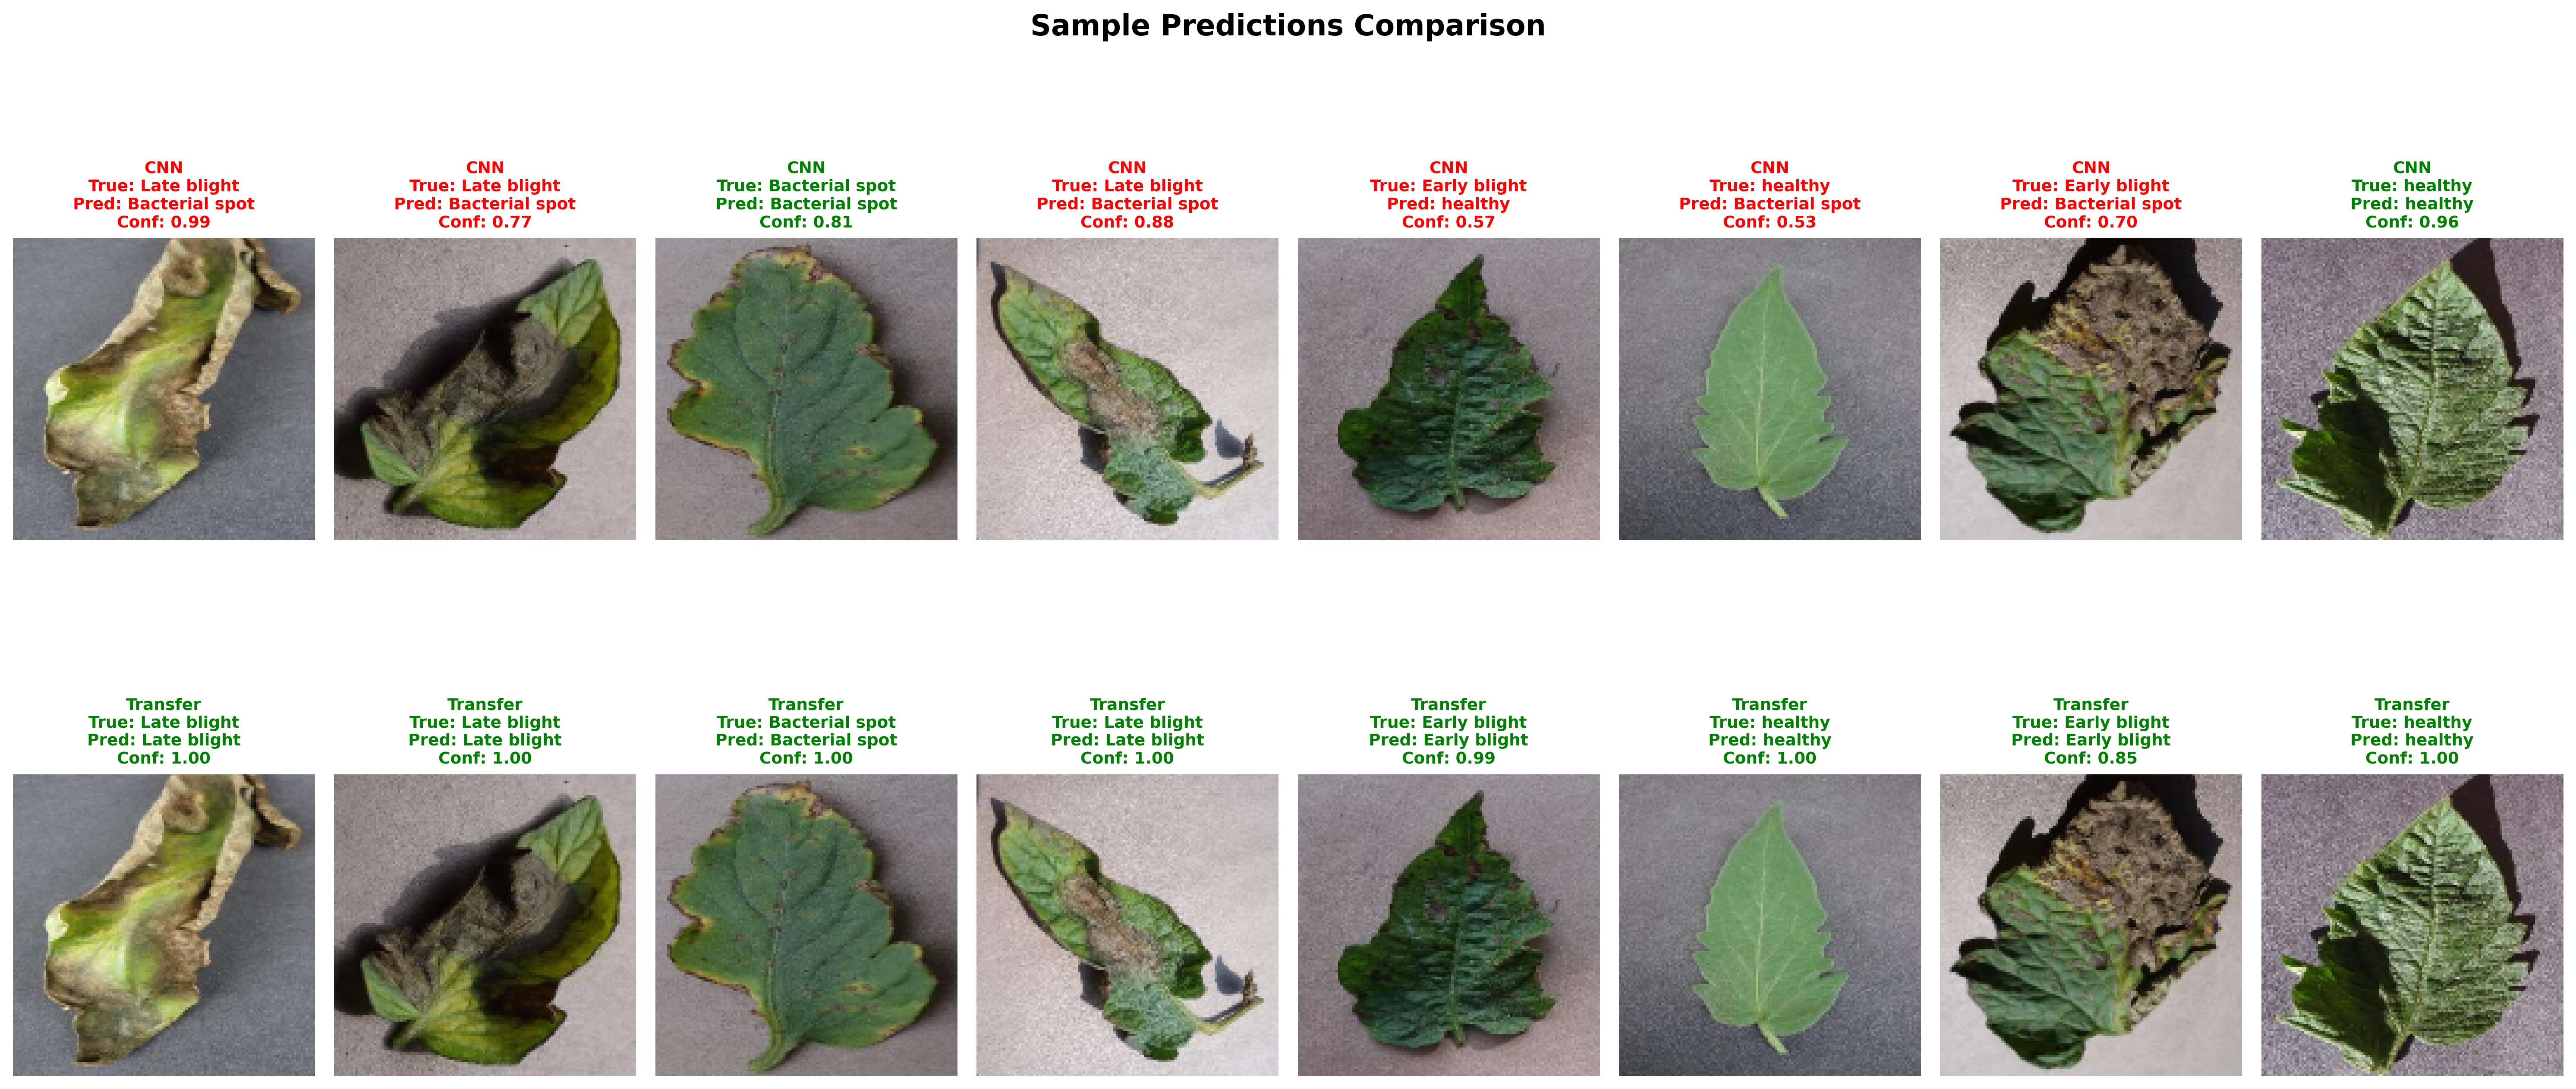 Sample Predictions Comparison
CNN
True: Late blight
Pred: Bacterial spot
Conf: 0.99
CNN
True: Late blight
Pred: Bacterial spot
Conf: 0.77
CNN
True: Bacterial spot
Pred: Bacterial spot
Conf: 0.81
CNN
True: Late blight
Pred: Bacterial spot
Conf: 0.88
CNN
True: Early blight
Pred: healthy
Conf: 0.57
CNN
True: healthy
Pred: Bacterial spot
Conf: 0.53
CNN
True: Early blight
Pred: Bacterial spot
Conf: 0.70
CNN
True: healthy
Pred: healthy
Conf: 0.96
Transfer
True: Late blight
Pred: Late blight
Conf: 1.00
Transfer
True: Late blight
Pred: Late blight
Conf: 1.00
Transfer
True: Bacterial spot
Pred: Bacterial spot
Conf: 1.00
Transfer
True: Late blight
Pred: Late blight
Conf: 1.00
Transfer
True: Early blight
Pred: Early blight
Conf: 0.99
Transfer
True: healthy
Pred: healthy
Conf: 1.00
Transfer
True: Early blight
Pred: Early blight
Conf: 0.85
Transfer
True: healthy
Pred: healthy
Conf: 1.00